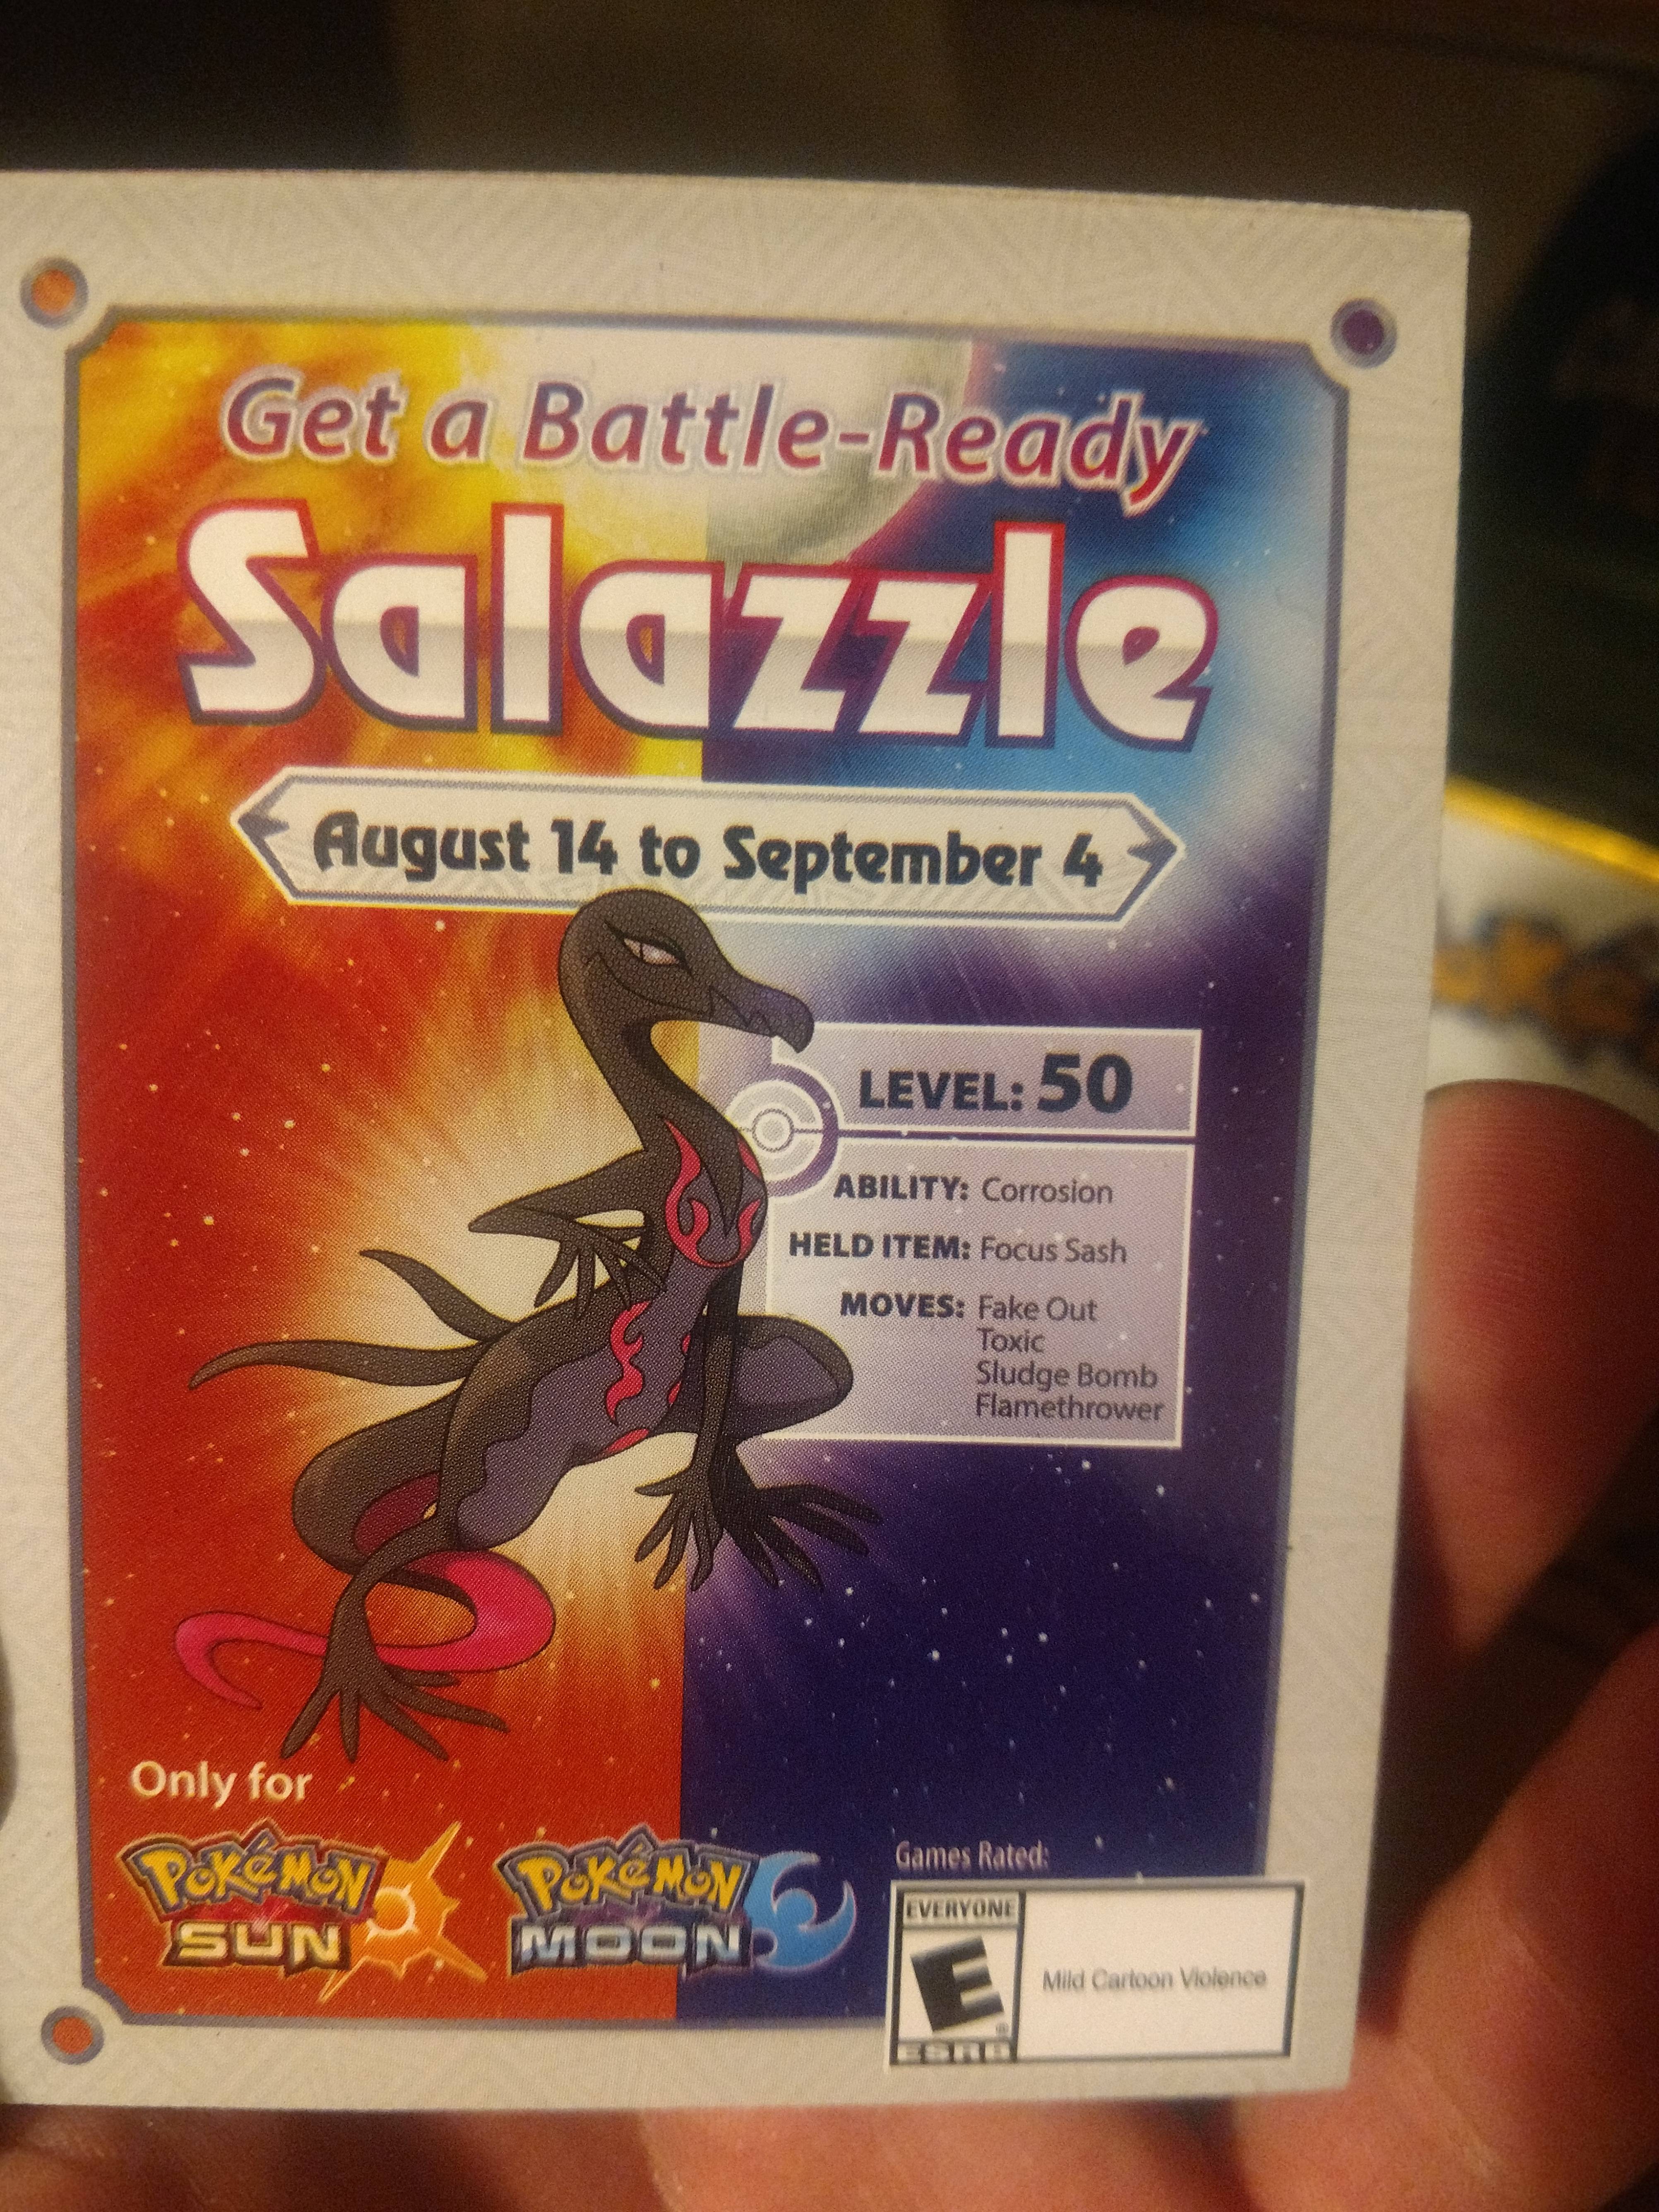 Get a Battle-Ready
Salazzle
August 14 to September 4
LEVEL: 50
ABILITY: Corrosion
HELD ITEM: Focus Sash
MOVES: Fake Out
Toxic
Sludge Bomb
Flamethrower
Only for
POKéMON
SUN
POKéMON
MOON
Games Rated:
EVERYONE
E
®
ESRB
Mild Cartoon Violence